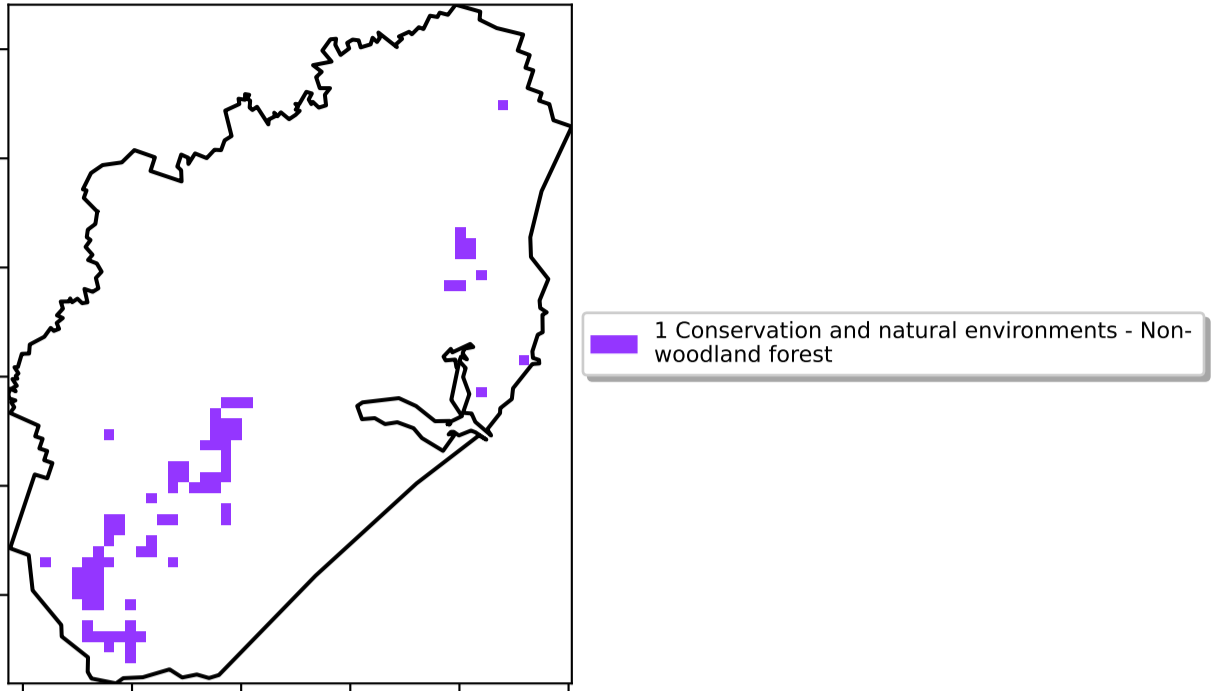 1 Conservation and natural environments - Non-
woodland forest